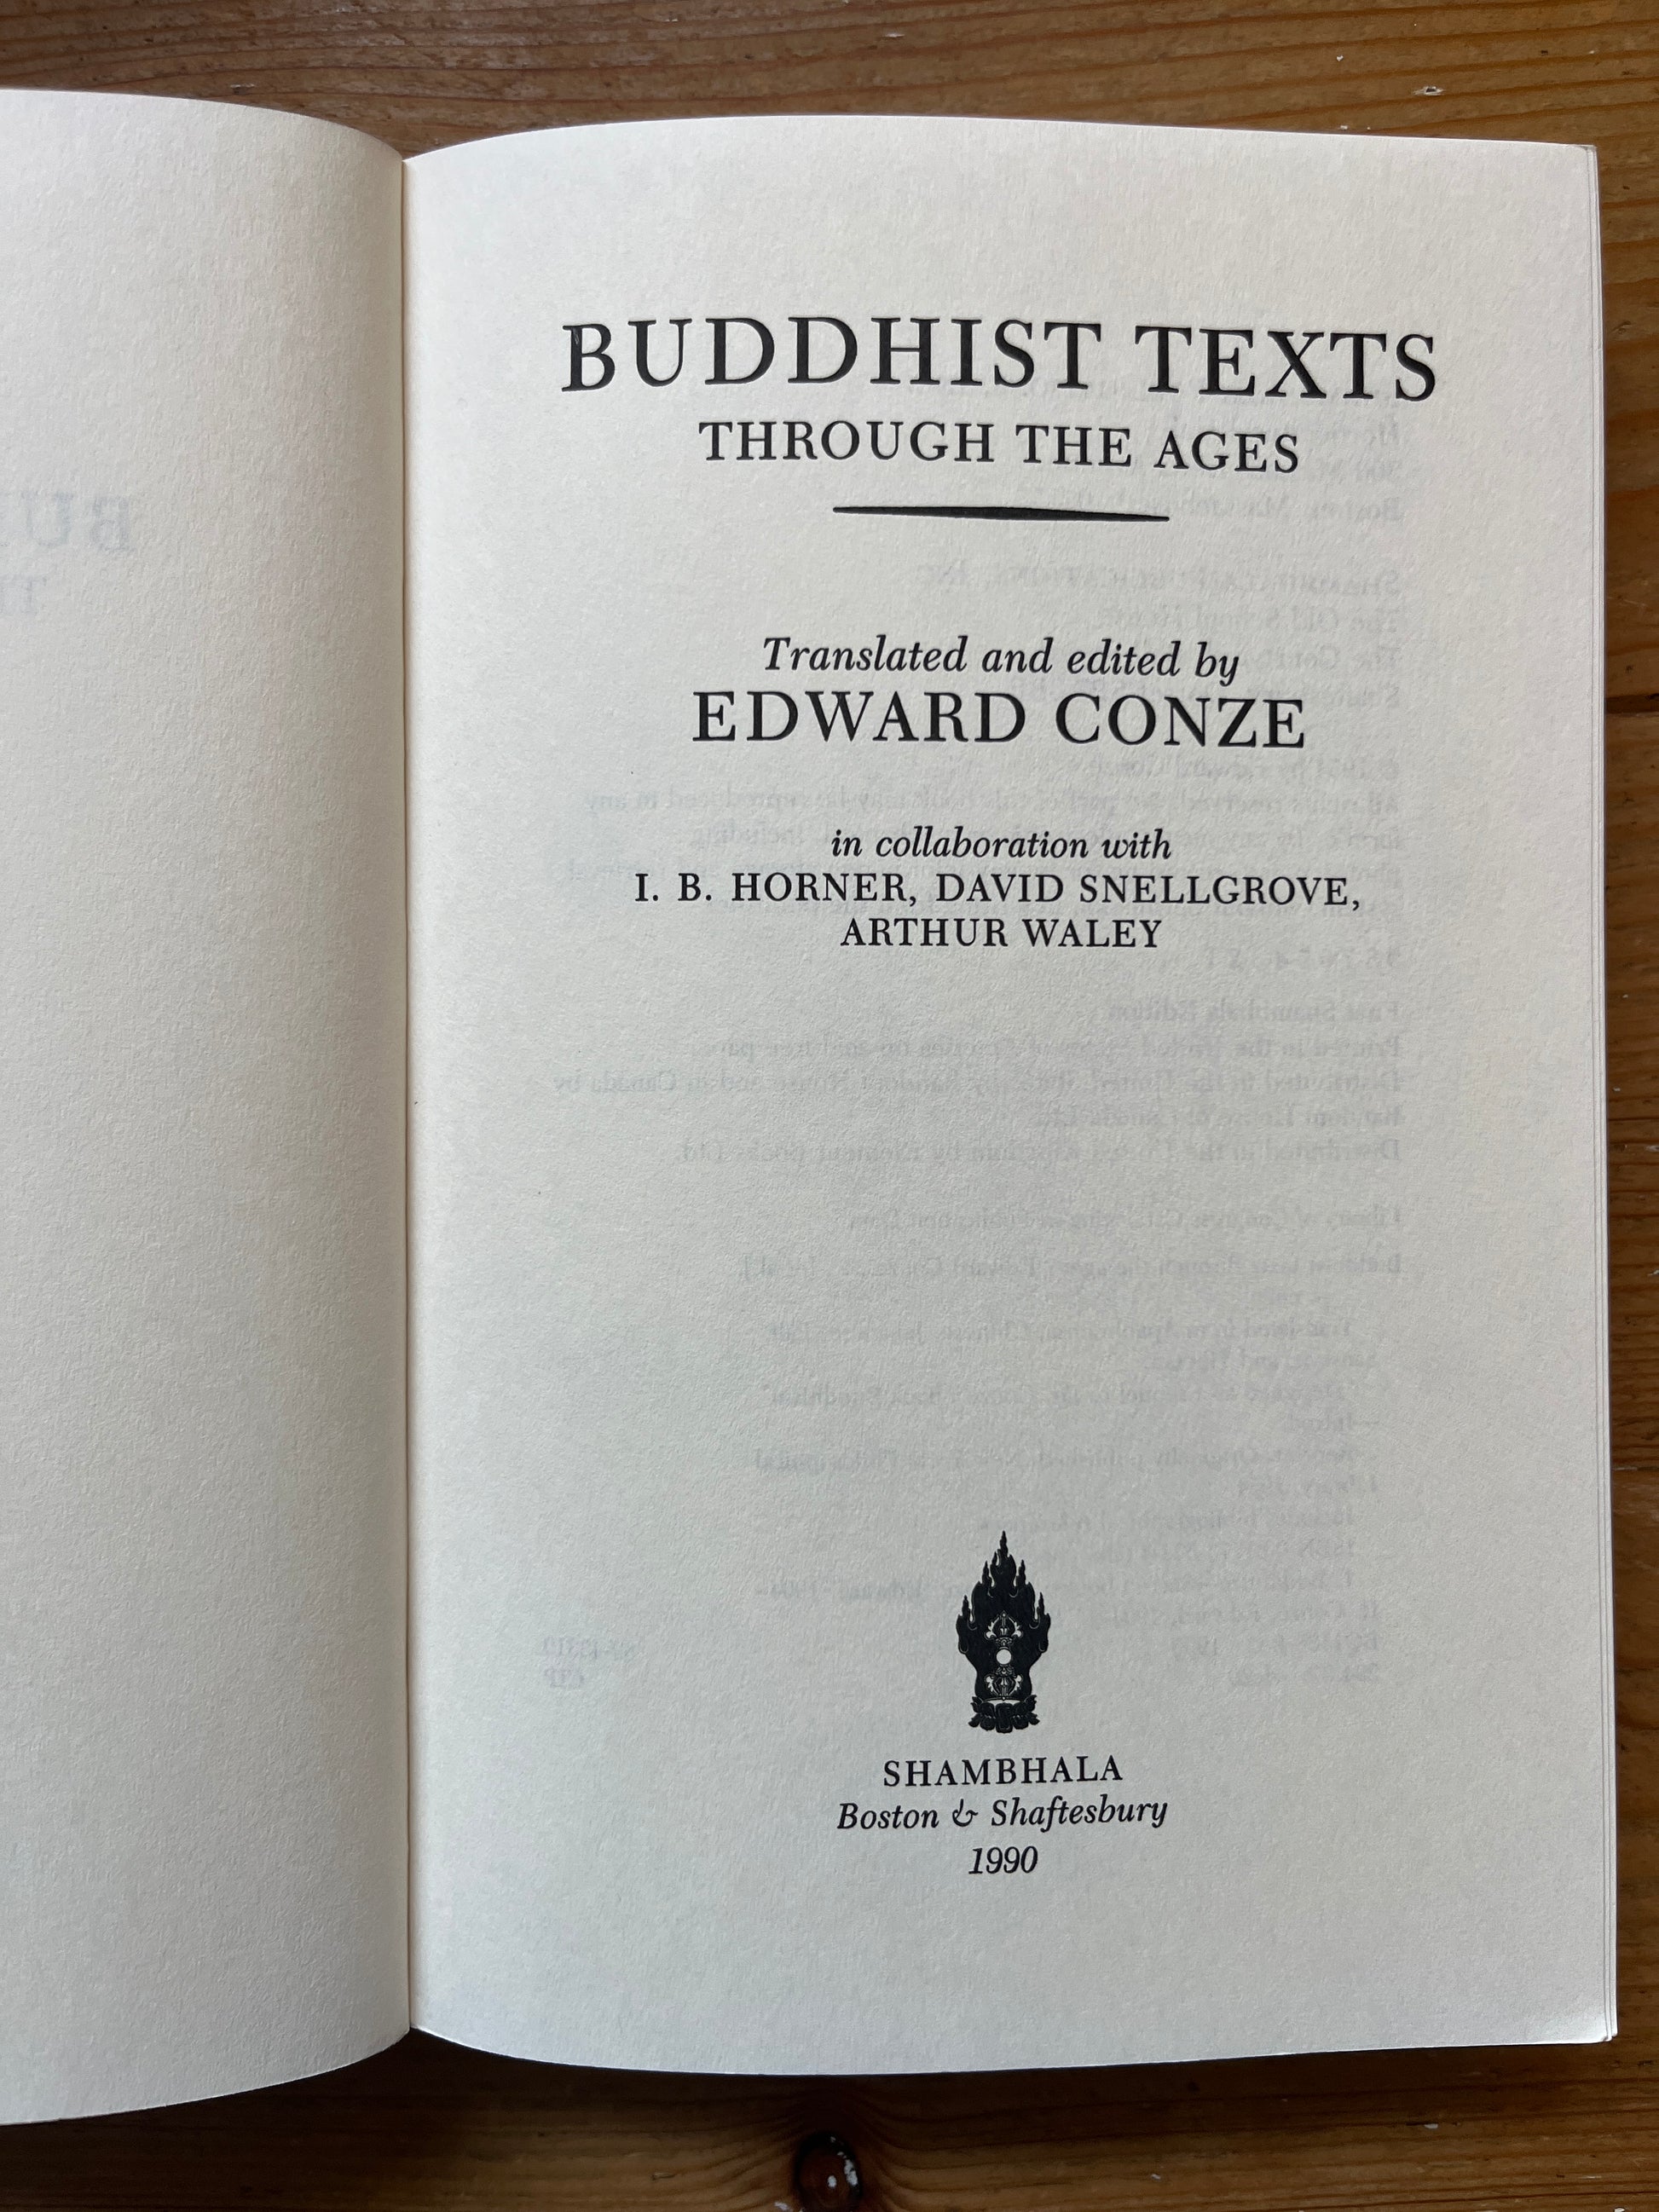 BUDDHIST TEXTS
THROUGH THE AGES
Translated and edited by
EDWARD CONZE
in collaboration with
I. B. HORNER, DAVID SNELLGROVE,
ARTHUR WALEY
SHAMBHALA
Boston & Shaftesbury
1990